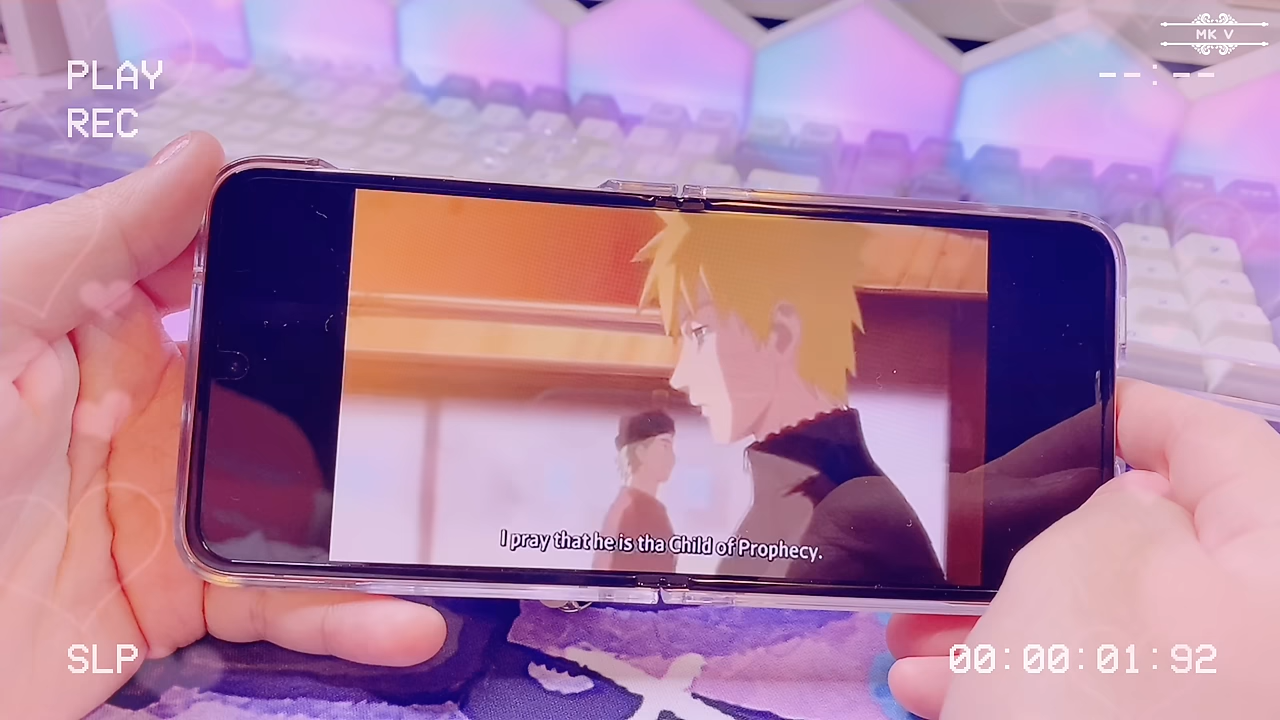 MK V
PLAY
--:--
REC
I pray that he is tha Child of Prophecy.
SLP
00:00:01:92